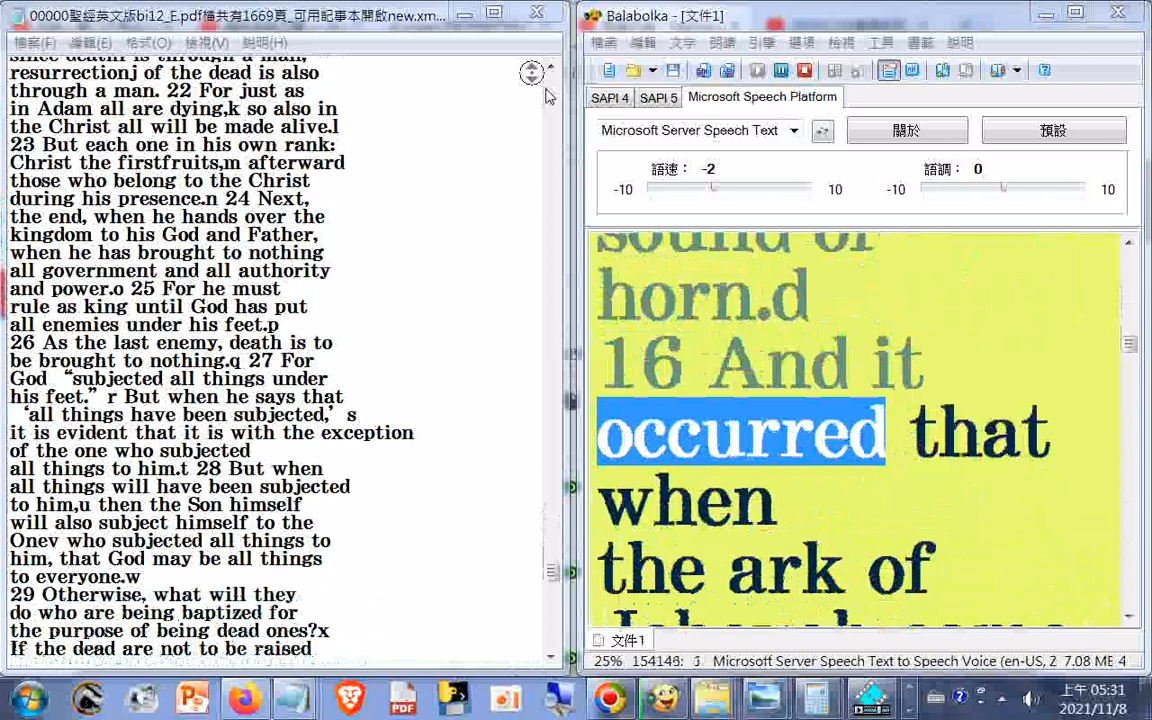 00000聖經英文版bi12_E.pdf檔共有1669頁_可用記事本開啟new.xm...
檔案(F) 編輯(E) 格式(O) 檢視(V) 說明(H)
since death is through a man,
resurrectionj of the dead is also
through a man. 22 For just as
in Adam all are dying,k so also in
the Christ all will be made alive.l
23 But each one in his own rank:
Christ the firstfruits,m afterward
those who belong to the Christ
during his presence.n 24 Next,
the end, when he hands over the
kingdom to his God and Father,
when he has brought to nothing
all government and all authority
and power.o 25 For he must
rule as king until God has put
all enemies under his feet.p
26 As the last enemy, death is to
be brought to nothing.q 27 For
God “subjected all things under
his feet.” r But when he says that
‘all things have been subjected,’ s
it is evident that it is with the exception
of the one who subjected
all things to him.t 28 But when
all things will have been subjected
to him,u then the Son himself
will also subject himself to the
Onev who subjected all things to
him, that God may be all things
to everyone.w
29 Otherwise, what will they
do who are being baptized for
the purpose of being dead ones?x
If the dead are not to be raised
Balabolka - [文件1]
檔案 編輯 文字 朗讀 引擎 選項 檢視 工具 書籤 說明
SAPI 4 SAPI 5 Microsoft Speech Platform
Microsoft Server Speech Text 關於 預設
語速： -2 語調： 0
-10 10 -10 10
sound of
horn.d
16 And it
occurred that
when
the ark of
文件1
25% 154146: Microsoft Server Speech Text to Speech Voice (en-US, Z 7.08 ME 4
PDF
上午 05:31
2021/11/8